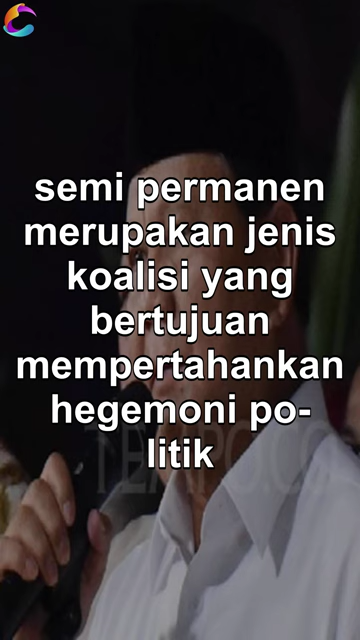 semi permanen
merupakan jenis
koalisi yang
bertujuan
mempertahankan
hegemoni po-
litik